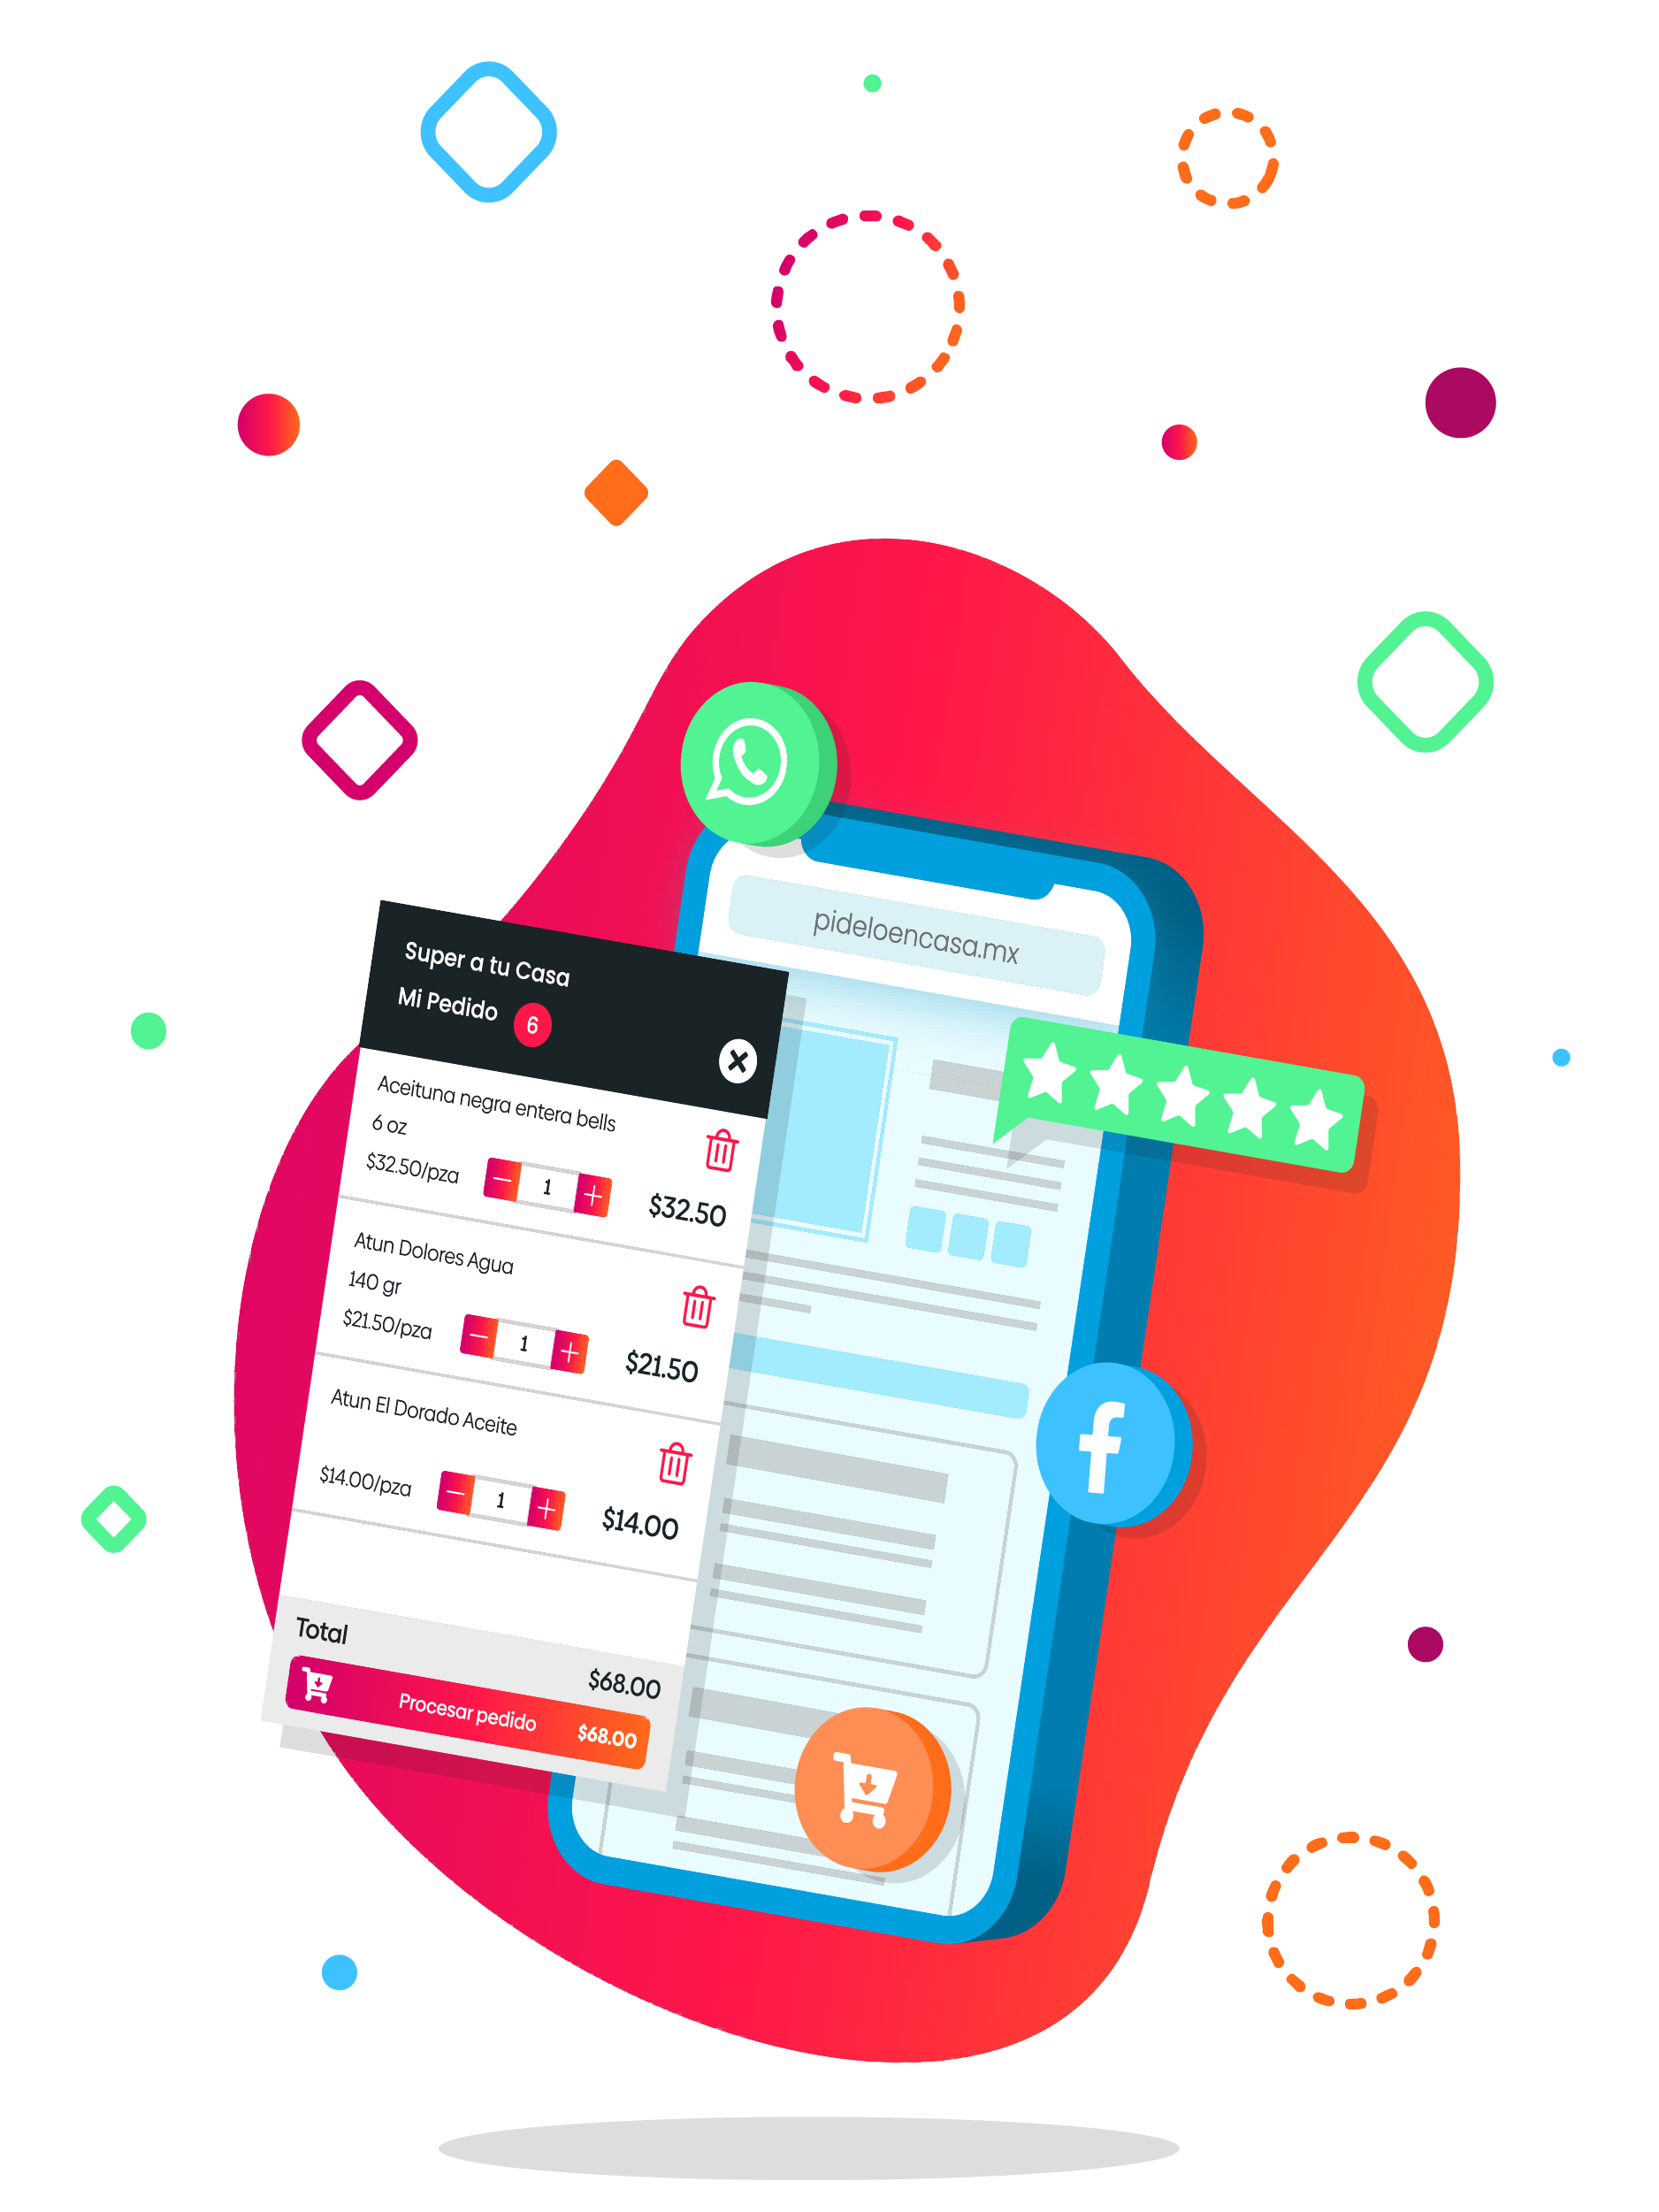 pideloencasa.mx
Super a tu Casa
Mi Pedido 6
Aceituna negra entera bells
6 oz
$32.50/pza 1 $32.50
Atun Dolores Agua
140 gr
$21.50/pza 1 $21.50
Atun El Dorado Aceite
$14.00/pza 1 $14.00
Total
$68.00
Procesar pedido $68.00